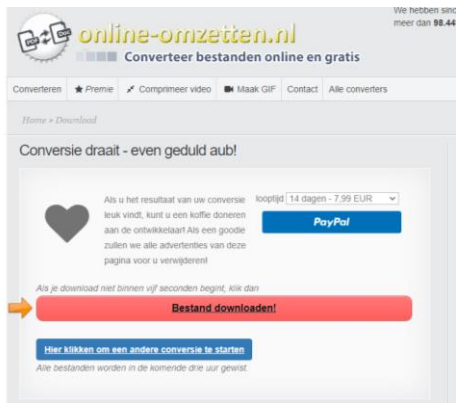 We hebben sind
meer dan 98.44
PDF Doc
online-omzetten.nl
Converteer bestanden online en gratis
Converteren Premie Comprimeer video Maak GIF Contact Alle converters
Home » Download
Conversie draait - even geduld aub!
Als u het resultaat van uw conversie
leuk vindt, kunt u een koffie doneren
aan de ontwikkelaar! Als een goodie
zullen we alle advertenties van deze
pagina voor u verwijderen!
looptijd 14 dagen - 7,99 EUR
PayPal
Als je download niet binnen vijf seconden begint, klik dan
Bestand downloaden!
Hier klikken om een andere conversie te starten
Alle bestanden worden in de komende drie uur gewist.